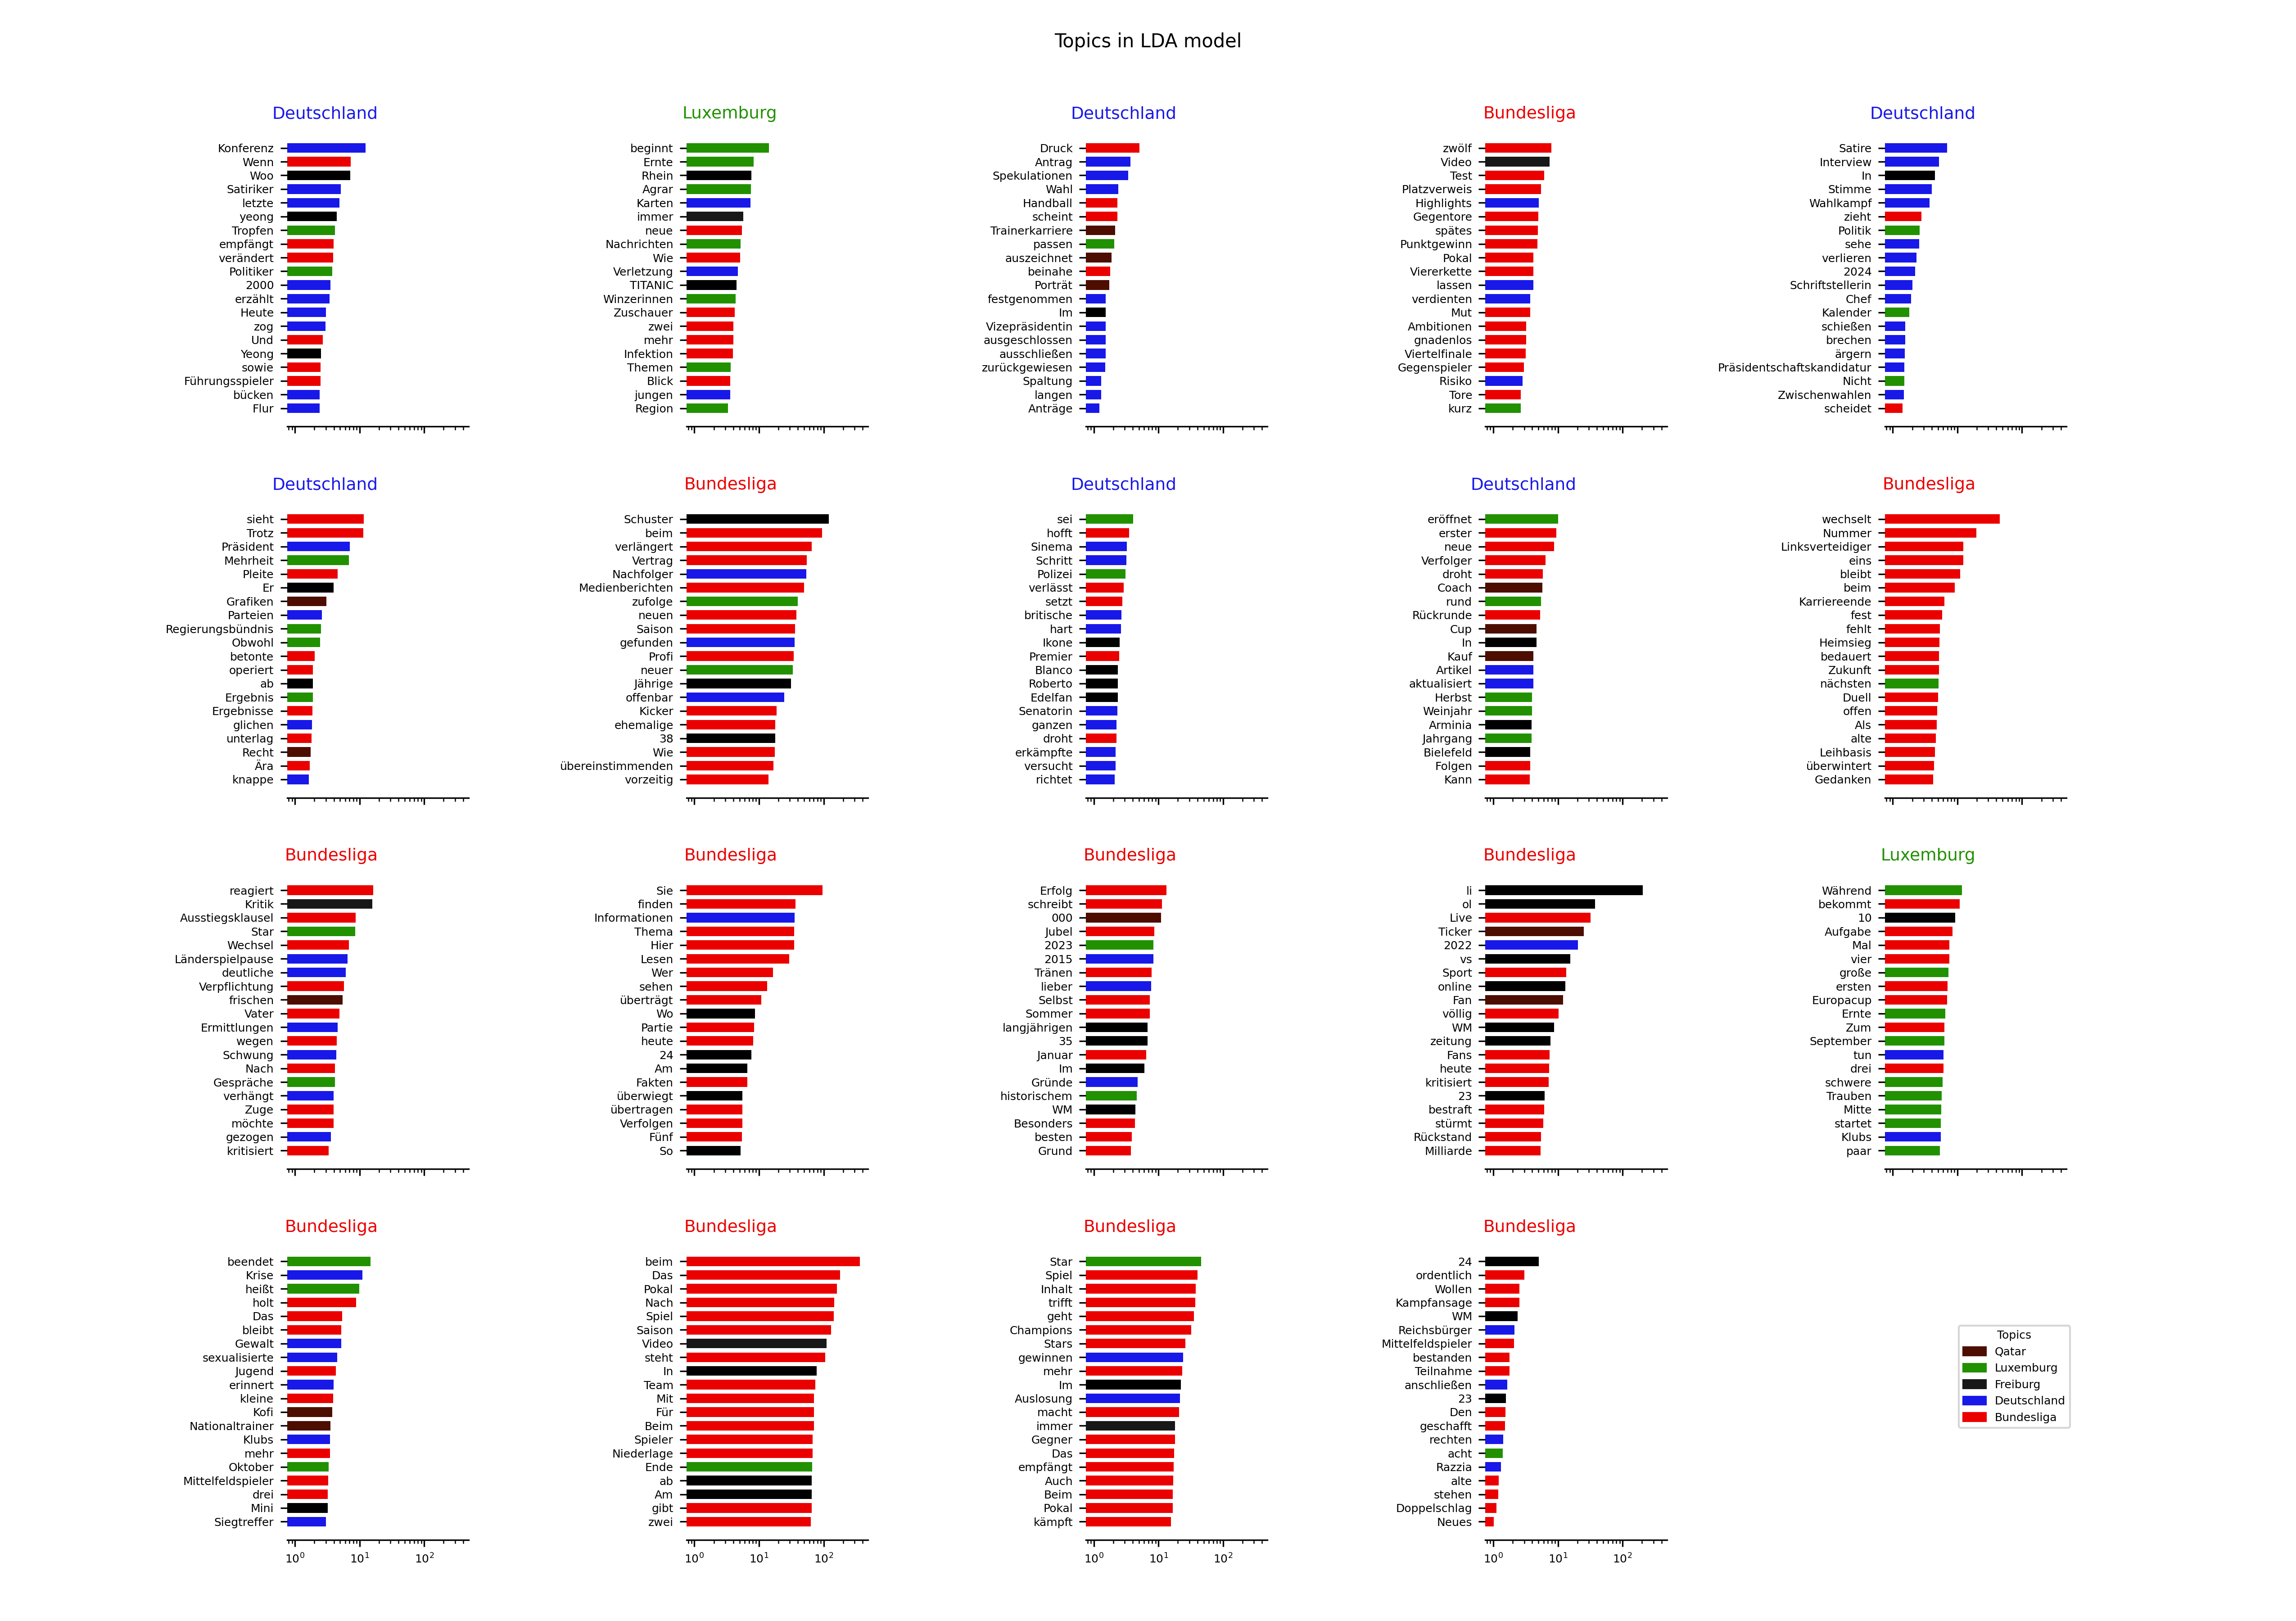 Topics in LDA model
Deutschland
Konferenz
Wenn
Woo
Satiriker
letzte
yeong
Tropfen
empfängt
verändert
Politiker
2000
erzählt
Heute
zog
Und
Yeong
sowie
Führungsspieler
bücken
Flur
Luxemburg
beginnt
Ernte
Rhein
Agrar
Karten
immer
neue
Nachrichten
Wie
Verletzung
TITANIC
Winzerinnen
Zuschauer
zwei
mehr
Infektion
Themen
Blick
jungen
Region
Deutschland
Druck
Antrag
Spekulationen
Wahl
Handball
scheint
Trainerkarriere
passen
auszeichnet
beinahe
Porträt
festgenommen
Im
Vizepräsidentin
ausgeschlossen
ausschließen
zurückgewiesen
Spaltung
langen
Anträge
Bundesliga
zwölf
Video
Test
Platzverweis
Highlights
Gegentore
spätes
Punktgewinn
Pokal
Viererkette
lassen
verdienten
Mut
Ambitionen
gnadenlos
Viertelfinale
Gegenspieler
Risiko
Tore
kurz
Deutschland
Satire
Interview
In
Stimme
Wahlkampf
zieht
Politik
sehe
verlieren
2024
Schriftstellerin
Chef
Kalender
schießen
brechen
ärgern
Präsidentschaftskandidatur
Nicht
Zwischenwahlen
scheidet
Deutschland
sieht
Trotz
Präsident
Mehrheit
Pleite
Er
Grafiken
Parteien
Regierungsbündnis
Obwohl
betonte
operiert
ab
Ergebnis
Ergebnisse
glichen
unterlag
Recht
Ära
knappe
Bundesliga
Schuster
beim
verlängert
Vertrag
Nachfolger
Medienberichten
zufolge
neuen
Saison
gefunden
Profi
neuer
Jährige
offenbar
Kicker
ehemalige
38
Wie
übereinstimmenden
vorzeitig
Deutschland
sei
hofft
Sinema
Schritt
Polizei
verlässt
setzt
britische
hart
Ikone
Premier
Blanco
Roberto
Edelfan
Senatorin
ganzen
droht
erkämpfte
versucht
richtet
Deutschland
eröffnet
erster
neue
Verfolger
droht
Coach
rund
Rückrunde
Cup
In
Kauf
Artikel
aktualisiert
Herbst
Weinjahr
Arminia
Jahrgang
Bielefeld
Folgen
Kann
Bundesliga
wechselt
Nummer
Linksverteidiger
eins
bleibt
beim
Karriereende
fest
fehlt
Heimsieg
bedauert
Zukunft
nächsten
Duell
offen
Als
alte
Leihbasis
überwintert
Gedanken
Bundesliga
reagiert
Kritik
Ausstiegsklausel
Star
Wechsel
Länderspielpause
deutliche
Verpflichtung
frischen
Vater
Ermittlungen
wegen
Schwung
Nach
Gespräche
verhängt
Zuge
möchte
gezogen
kritisiert
Bundesliga
Sie
finden
Informationen
Thema
Hier
Lesen
Wer
sehen
überträgt
Wo
Partie
heute
24
Am
Fakten
überwiegt
übertragen
Verfolgen
Fünf
So
Bundesliga
Erfolg
schreibt
000
Jubel
2023
2015
Tränen
lieber
Selbst
Sommer
langjährigen
35
Januar
Im
Gründe
historischem
WM
Besonders
besten
Grund
Bundesliga
li
ol
Live
Ticker
2022
vs
Sport
online
Fan
völlig
WM
zeitung
Fans
heute
kritisiert
23
bestraft
stürmt
Rückstand
Milliarde
Luxemburg
Während
bekommt
10
Aufgabe
Mal
vier
große
ersten
Europacup
Ernte
Zum
September
tun
drei
schwere
Trauben
Mitte
startet
Klubs
paar
Bundesliga
beendet
Krise
heißt
holt
Das
bleibt
Gewalt
sexualisierte
Jugend
erinnert
kleine
Kofi
Nationaltrainer
Klubs
mehr
Oktober
Mittelfeldspieler
drei
Mini
Siegtreffer
10⁰ 10¹ 10²
Bundesliga
beim
Das
Pokal
Nach
Spiel
Saison
Video
steht
In
Team
Mit
Für
Beim
Spieler
Niederlage
Ende
ab
Am
gibt
zwei
10⁰ 10¹ 10²
Bundesliga
Star
Spiel
Inhalt
trifft
geht
Champions
Stars
gewinnen
mehr
Im
Auslosung
macht
immer
Gegner
Das
empfängt
Auch
Beim
Pokal
kämpft
10⁰ 10¹ 10²
Bundesliga
24
ordentlich
Wollen
Kampfansage
WM
Reichsbürger
Mittelfeldspieler
bestanden
Teilnahme
anschließen
23
Den
geschafft
rechten
acht
Razzia
alte
stehen
Doppelschlag
Neues
10⁰ 10¹ 10²
Topics
Qatar
Luxemburg
Freiburg
Deutschland
Bundesliga